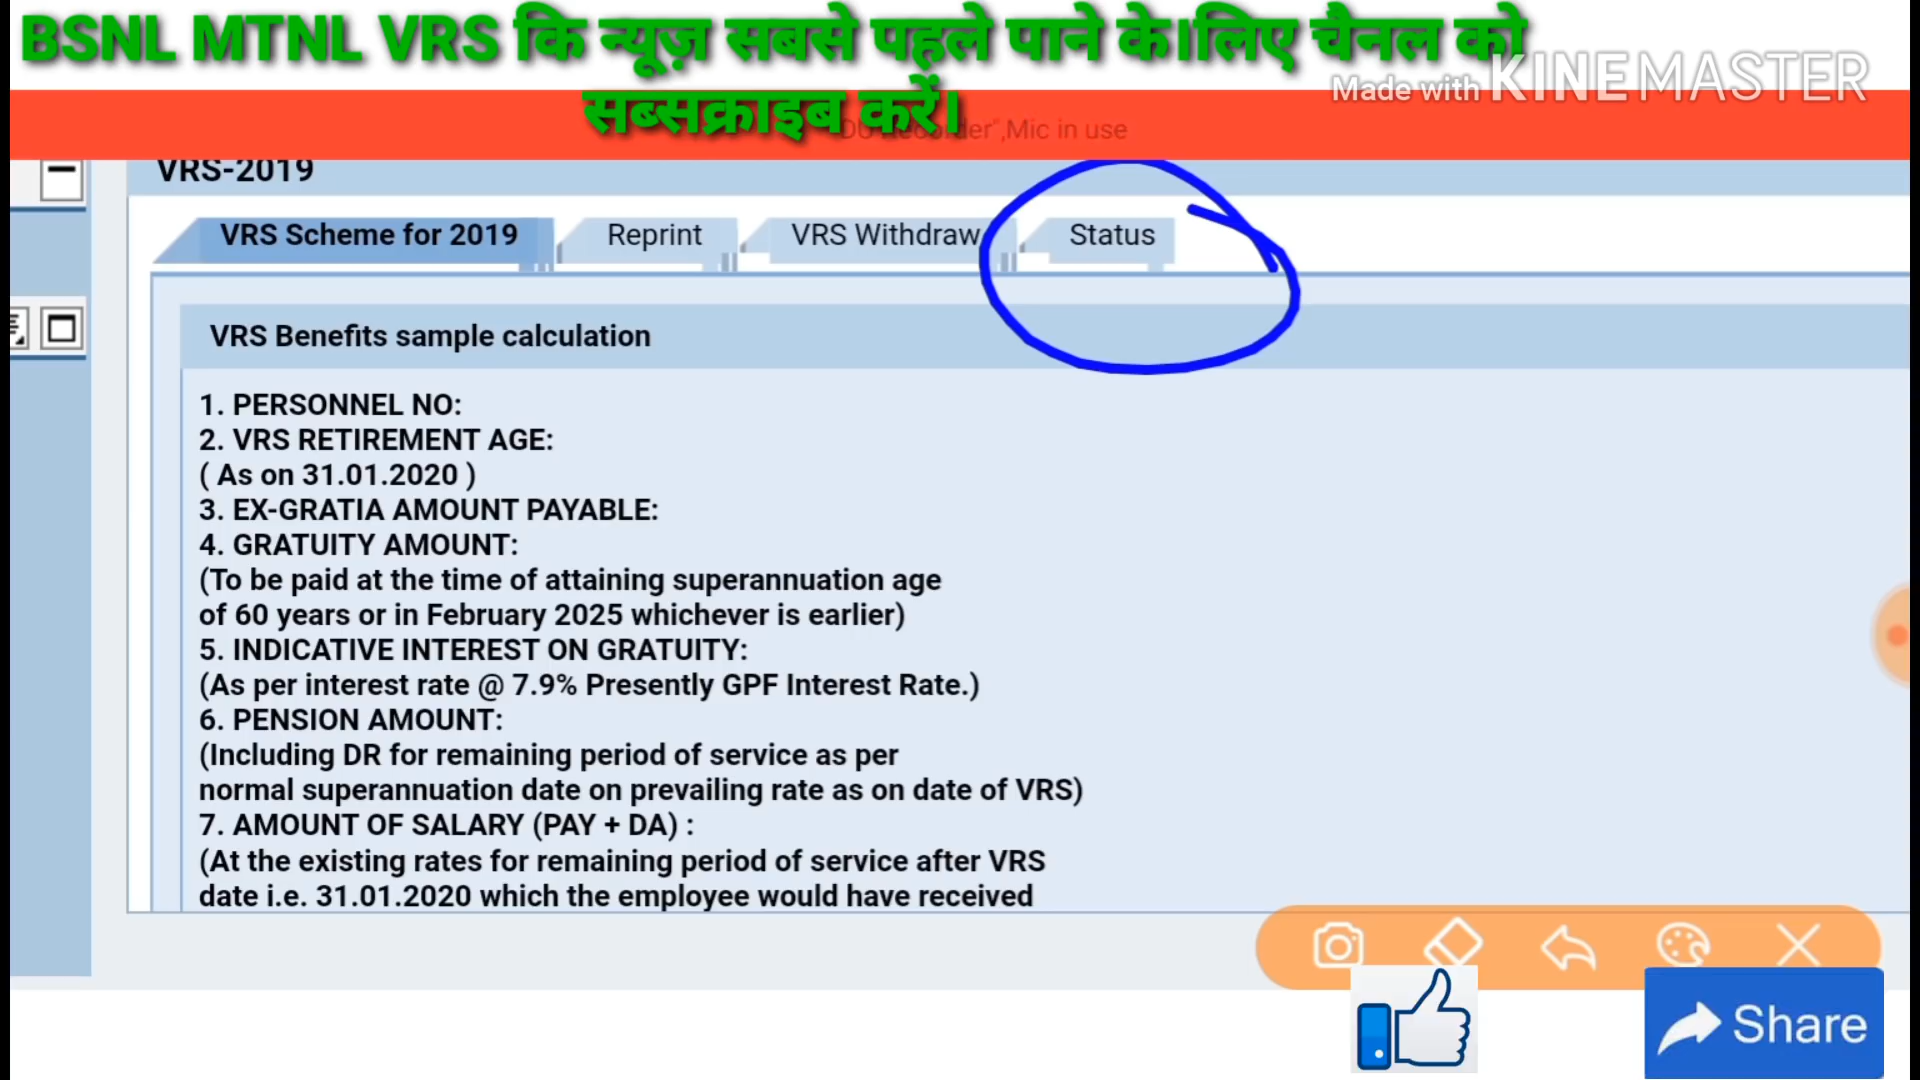 BSNL MTNL VRS कि न्यूज़ सबसे पहले पाने के।लिए चैनल को
सब्सक्राइब करें।
Made with KINEMASTER
",Mic in use
VRS-2019
VRS Scheme for 2019 Reprint VRS Withdraw Status
VRS Benefits sample calculation
1. PERSONNEL NO:
2. VRS RETIREMENT AGE:
( As on 31.01.2020 )
3. EX-GRATIA AMOUNT PAYABLE:
4. GRATUITY AMOUNT:
(To be paid at the time of attaining superannuation age
of 60 years or in February 2025 whichever is earlier)
5. INDICATIVE INTEREST ON GRATUITY:
(As per interest rate @ 7.9% Presently GPF Interest Rate.)
6. PENSION AMOUNT:
(Including DR for remaining period of service as per
normal superannuation date on prevailing rate as on date of VRS)
7. AMOUNT OF SALARY (PAY + DA) :
(At the existing rates for remaining period of service after VRS
date i.e. 31.01.2020 which the employee would have received
Share